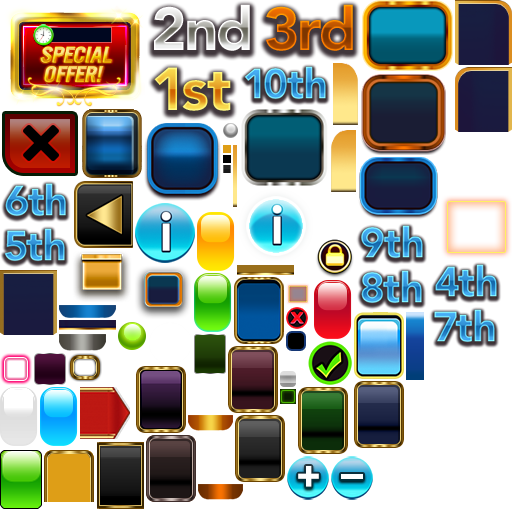 SPECIAL
OFFER!
2nd
3rd
1st
10th
6th
5th
9th
8th
4th
7th